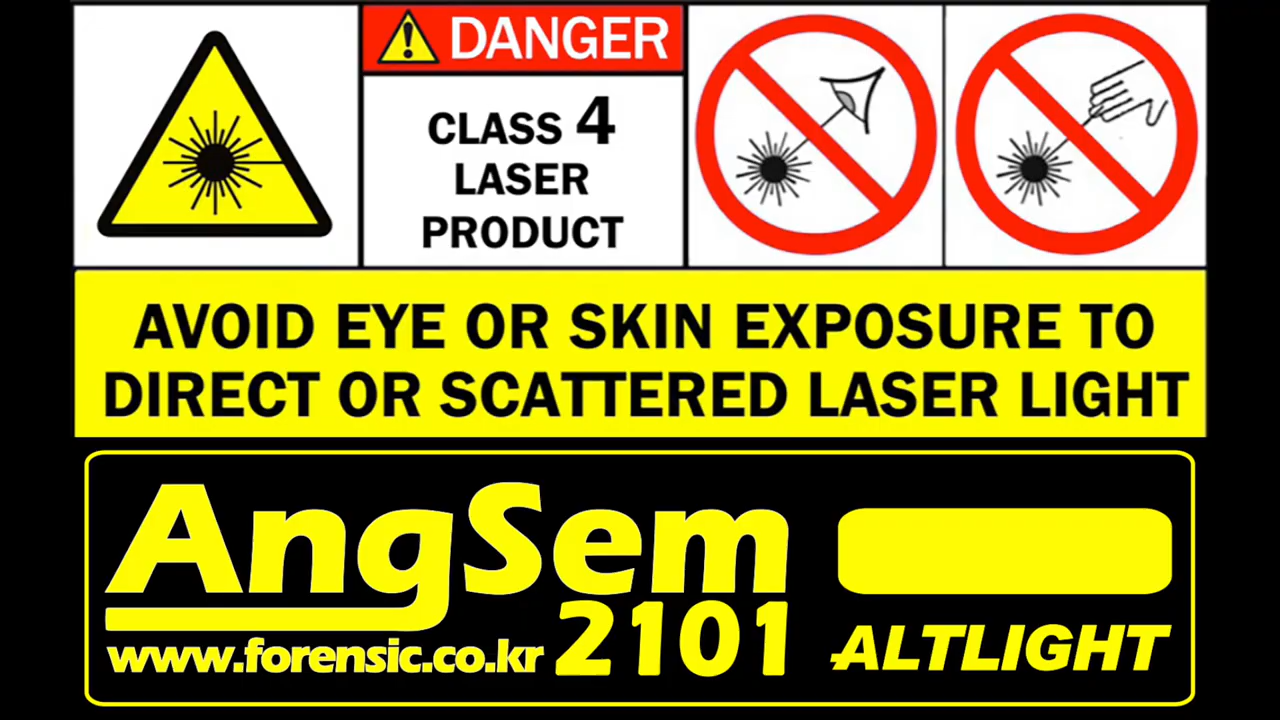 DANGER
CLASS 4
LASER
PRODUCT
AVOID EYE OR SKIN EXPOSURE TO
DIRECT OR SCATTERED LASER LIGHT
AngSem
2101
www.forensic.co.kr
ALTLIGHT